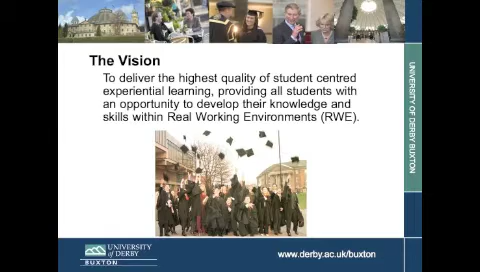 The Vision
To deliver the highest quality of student centred
experiential learning, providing all students with
an opportunity to develop their knowledge and
skills within Real Working Environments (RWE).
UNIVERSITY OF DERBY BUXTON
UNIVERSITY
of DERBY
BUXTON
www.derby.ac.uk/buxton